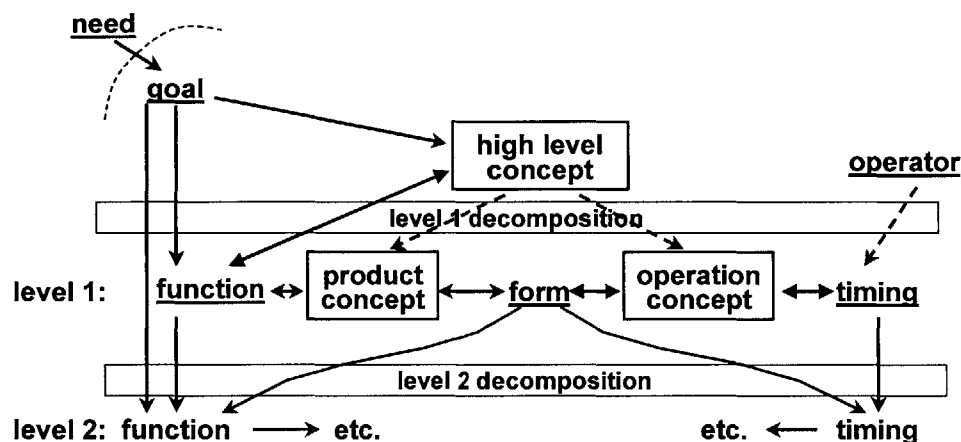 need
goal
high level
concept
operator
level 1 decomposition
level 1: function product
concept form operation
concept timing
level 2 decomposition
level 2: function etc. etc. timing